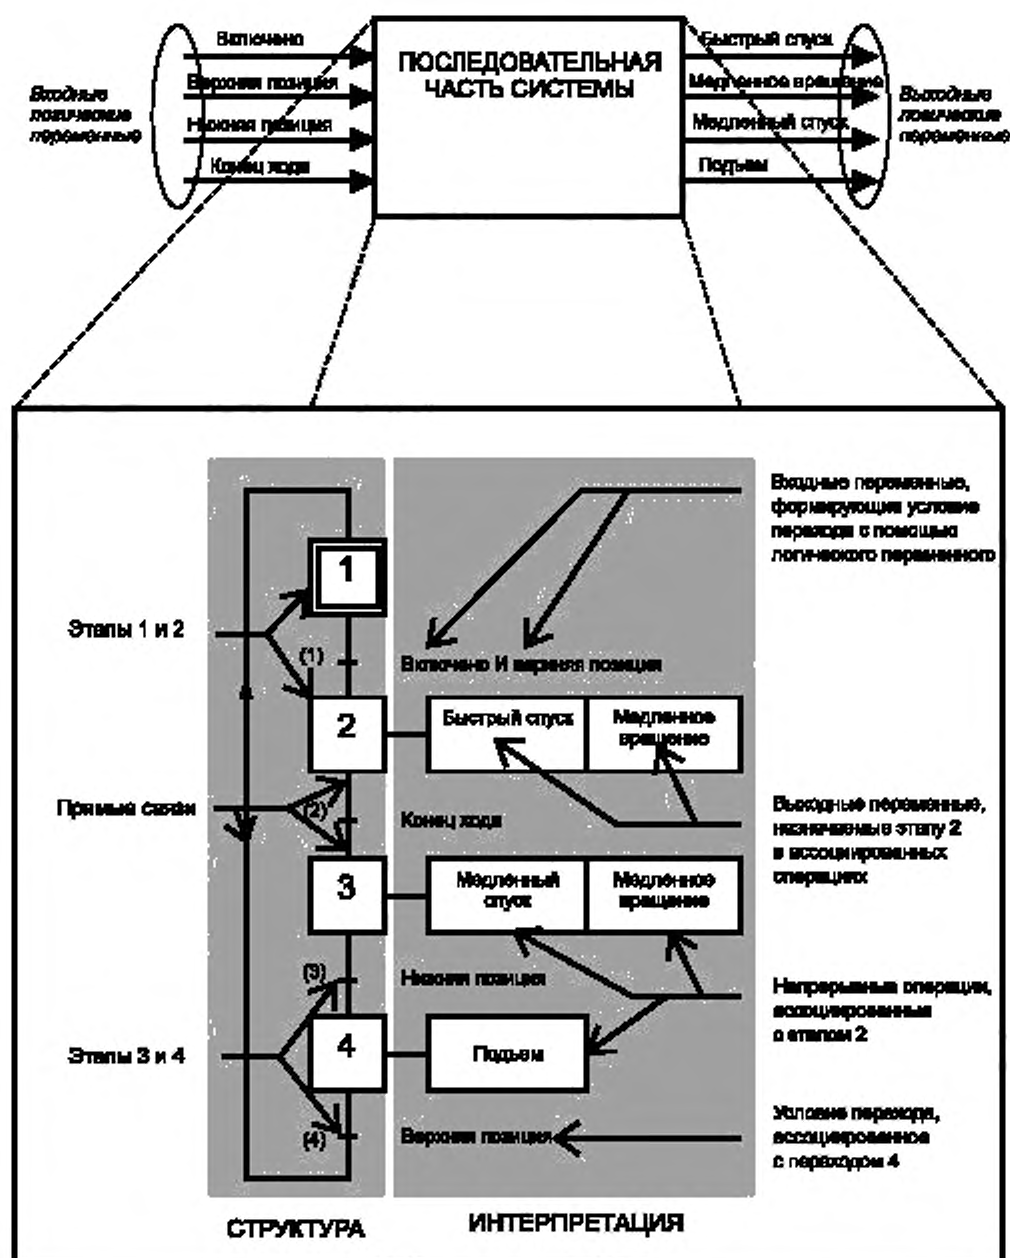 Включено
Верхняя позиция
Нижняя позиция
Конец хода
Входные
логические
переменные
ПОСЛЕДОВАТЕЛЬНАЯ
ЧАСТЬ СИСТЕМЫ
Быстрый спуск
Медленное вращение
Медленный спуск
Подъем
Выходные
логические
переменные
Входные переменные,
формирующие условие
перехода с помощью
логического переменного
1
Этапы 1 и 2
(1)
Включено И верхняя позиция
2
Быстрый спуск
Медленное
вращение
Прямые связи
(2)
Конец хода
Выходные переменные,
назначаемые этапу 2
в ассоциированных
операциях
3
Медленный
спуск
Медленное
вращение
(3)
Нижняя позиция
Непрерывные операции,
ассоциированные
с этапом 2
Этапы 3 и 4
4
Подъем
(4)
Верхняя позиция
Условие перехода,
ассоциированное
с переходом 4
СТРУКТУРА
ИНТЕРПРЕТАЦИЯ